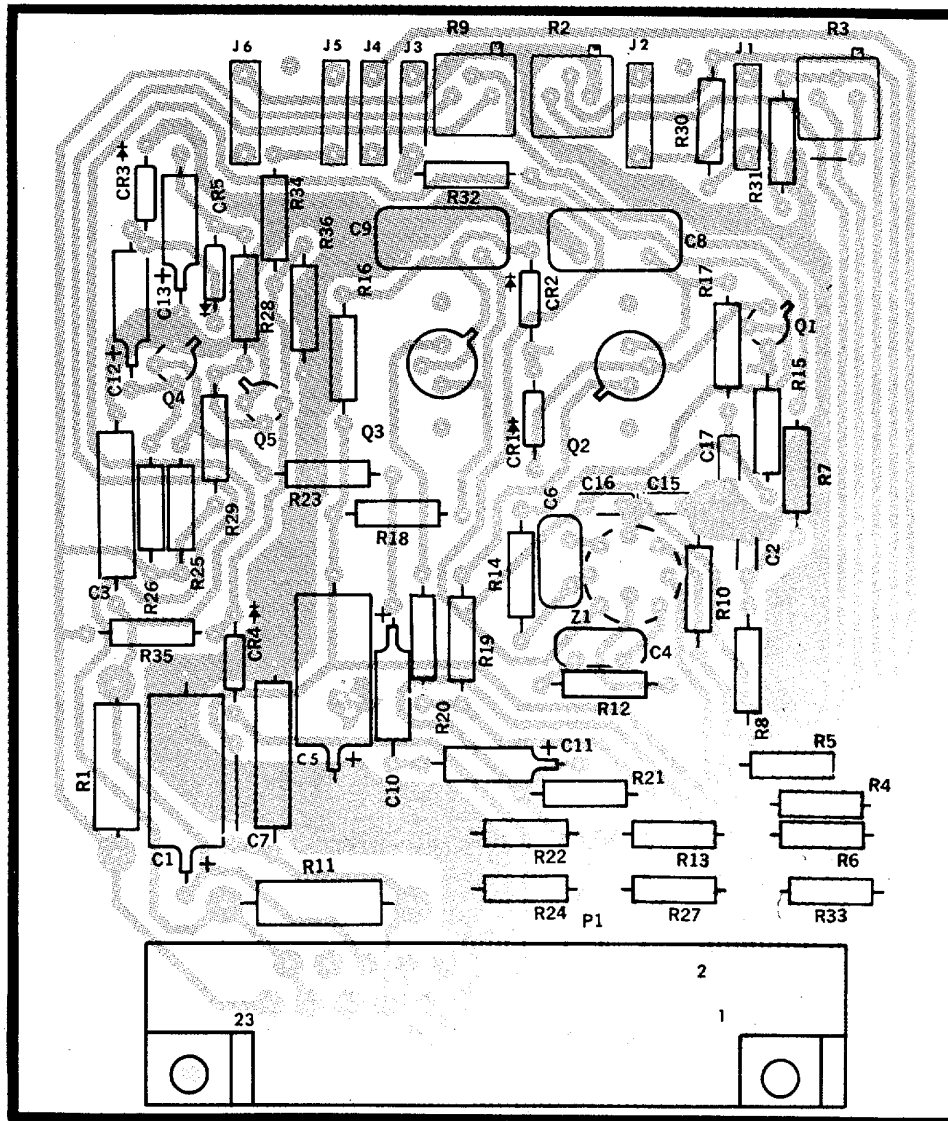 R9
R2
R3
J6
J5
J4
J3
J2
J1
R30
R31
CR3
CR5
R34
R32
R36
C9
C8
C13
R28
R16
CR2
R17
Q1
C12
Q4
Q5
Q3
CR1
Q2
R15
C17
R7
R23
C16
C15
C6
R29
R18
R14
C2
C3
R26
R25
R10
CR4
Z1
C4
R35
R19
R12
R20
R8
R1
C5
C10
C11
R5
R21
R4
C1
C7
R22
R13
R6
R11
R24
R27
R33
P1
2
23
1
+
+
+
+
+
+